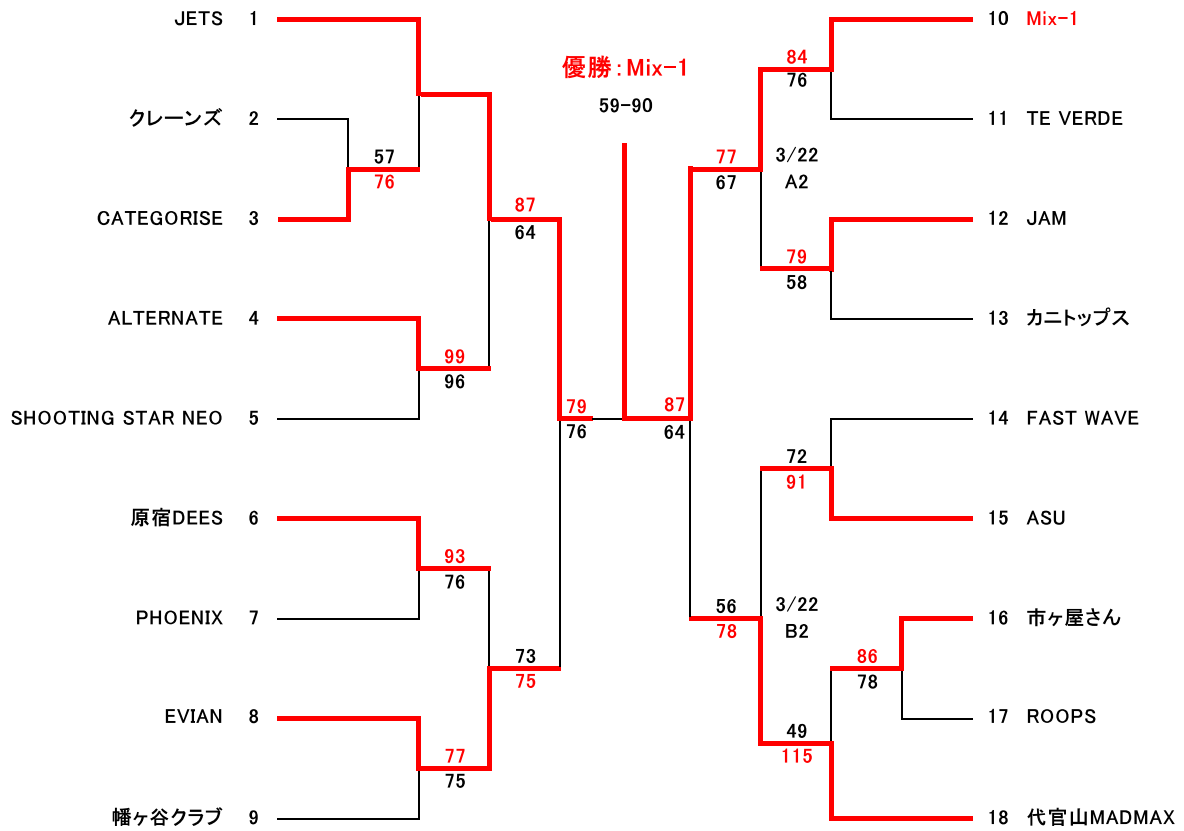 JETS 1
クレーンズ 2
57
76
CATEGORISE 3
87
64
ALTERNATE 4
99
96
SHOOTING STAR NEO 5
79
76
原宿DEES 6
93
76
PHOENIX 7
73
75
EVIAN 8
77
75
幡ヶ谷クラブ 9
優勝:Mix-1
59-90
10 Mix-1
84
76
11 TE VERDE
77
67
3/22
A2
12 JAM
79
58
13 カニトップス
87
64
14 FAST WAVE
72
91
15 ASU
56
78
3/22
B2
16 市ヶ屋さん
86
78
17 ROOPS
49
115
18 代官山MADMAX